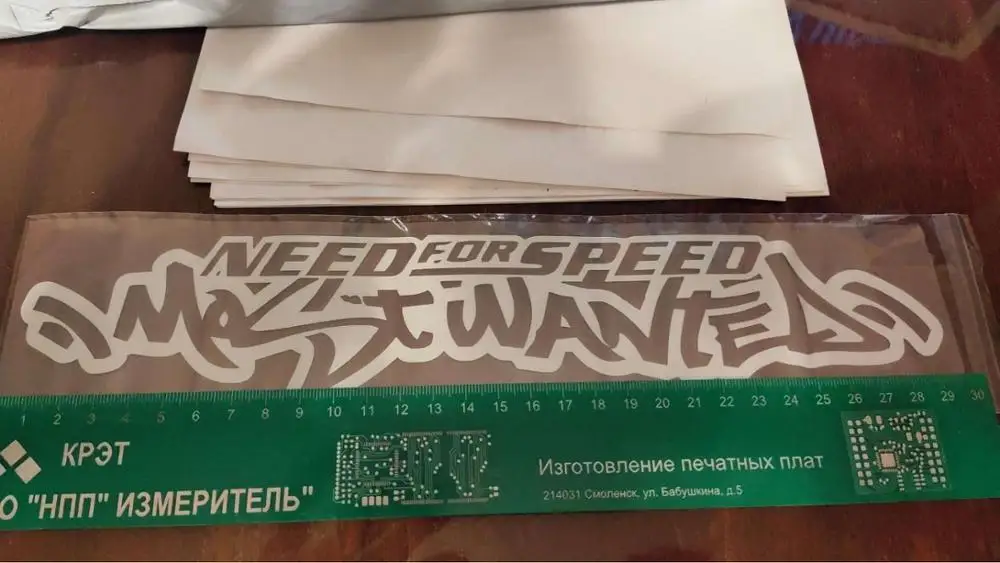 NEED FOR SPEED
MOST WANTED
1 2 3 4 5 6 7 8 9 10 11 12 13 14 15 16 17 18 19 20 21 22 23 24 25 26 27 28 29 30
КРЭТ
О "НПП" ИЗМЕРИТЕЛЬ"
Изготовление печатных плат
214031 Смоленск, ул. Бабушкина, д.5